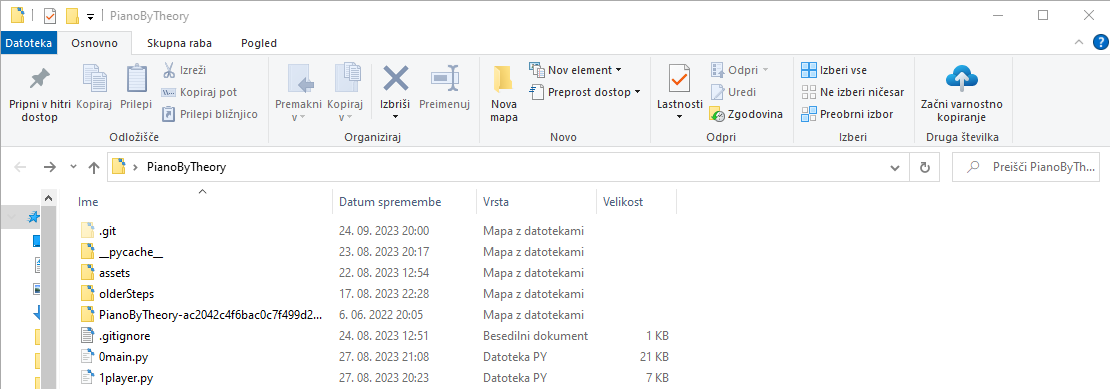 PianoByTheory
Datoteka Osnovno Skupna raba Pogled
Pripni v hitri dostop
Kopiraj
Prilepi
Izreži
Kopiraj pot
Prilepi bližnjico
Odložišče
Premakni v
Kopiraj v
Izbriši
Preimenuj
Organiziraj
Nova mapa
Nov element
Preprost dostop
Novo
Lastnosti
Odpri
Uredi
Zgodovina
Odpri
Izberi vse
Ne izberi ničesar
Preobrni izbor
Izberi
Začni varnostno kopiranje
Druga številka
PianoByTheory
Preišči PianoByTh...
Ime Datum spremembe Vrsta Velikost
.git 24. 09. 2023 20:00 Mapa z datotekami
__pycache__ 23. 08. 2023 20:17 Mapa z datotekami
assets 22. 08. 2023 12:54 Mapa z datotekami
olderSteps 17. 08. 2023 22:28 Mapa z datotekami
PianoByTheory-ac2042c4f6bac0c7f499d2... 6. 06. 2022 20:05 Mapa z datotekami
.gitignore 24. 08. 2023 12:51 Besedilni dokument 1 KB
0main.py 27. 08. 2023 21:08 Datoteka PY 21 KB
1player.py 27. 08. 2023 20:23 Datoteka PY 7 KB